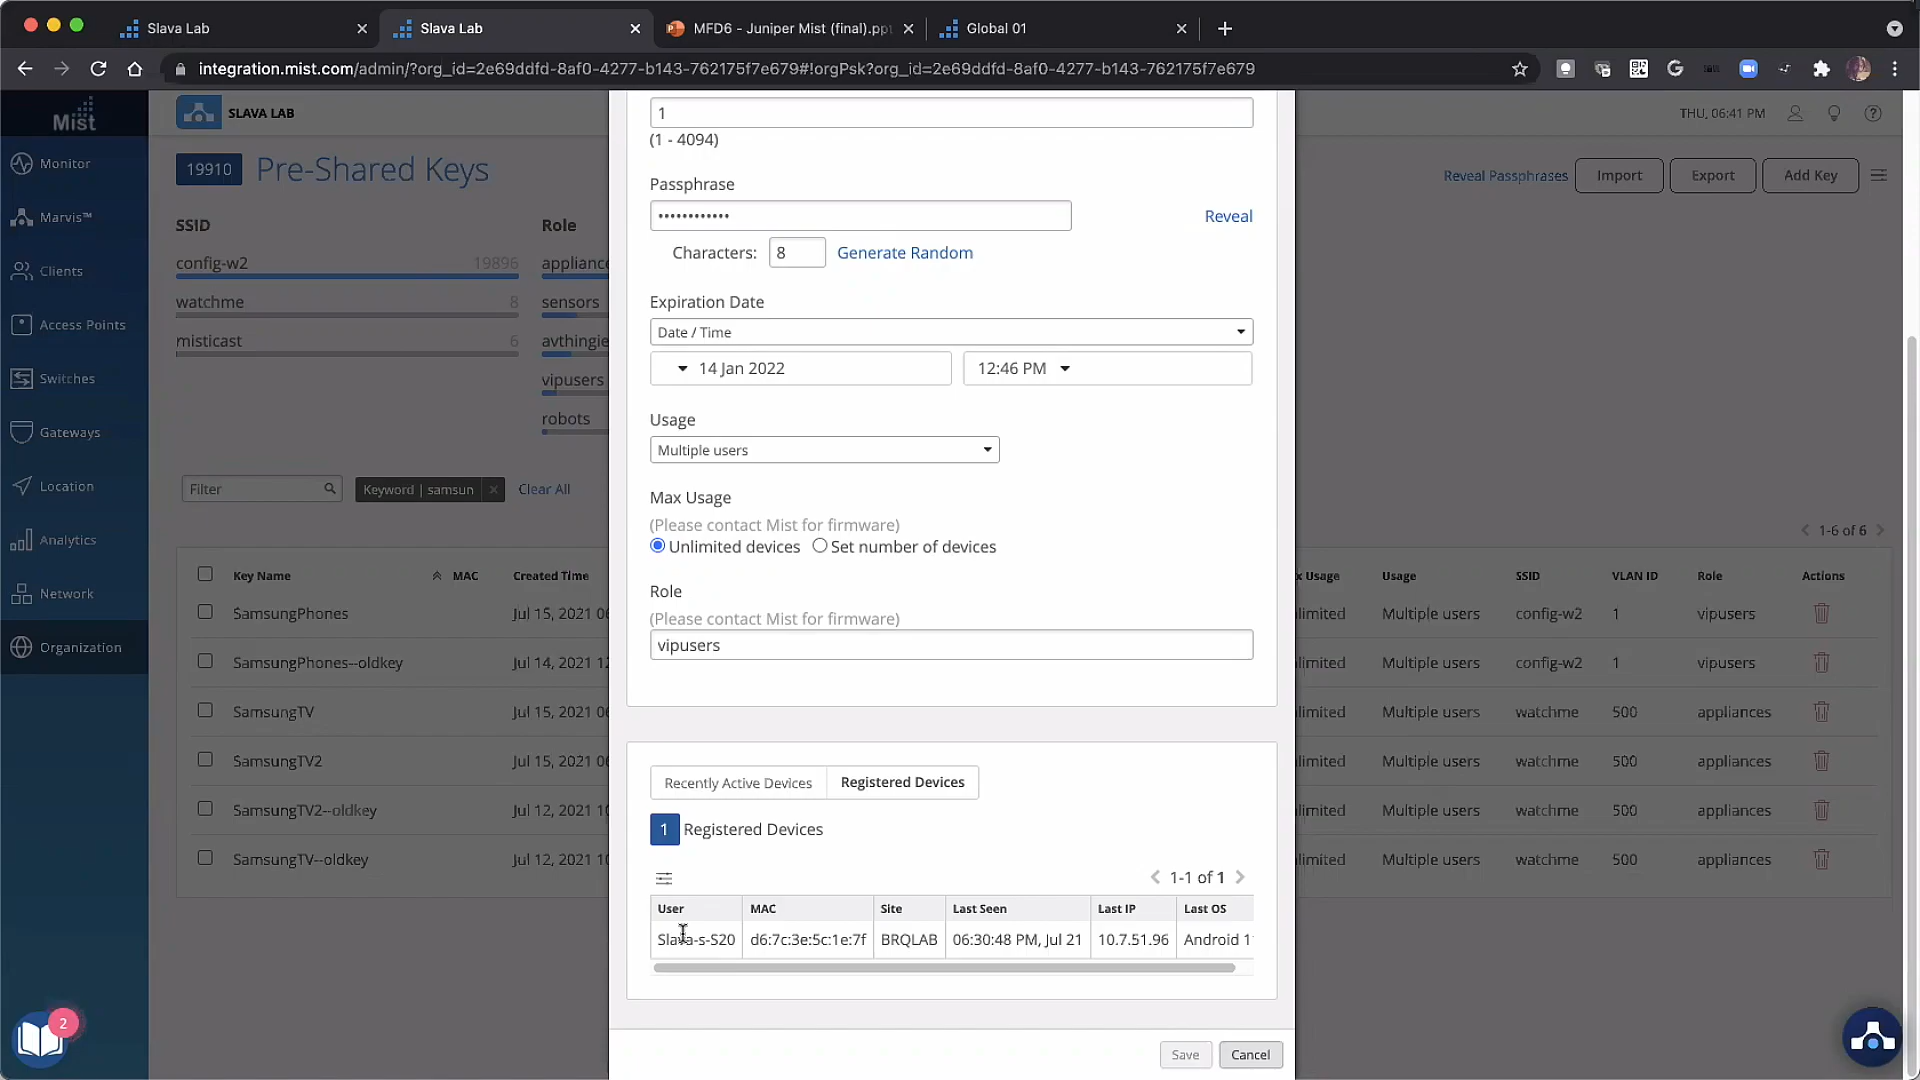 Slava Lab
Slava Lab
MFD6 - Juniper Mist (final).ppt
Global 01
integration.mist.com/admin/?org_id=2e69ddfd-8af0-4277-b143-762175f7e679#!orgPsk?org_id=2e69ddfd-8af0-4277-b143-762175f7e679
Mist
SLAVA LAB
THU, 06:41 PM
Monitor
Marvis™
Clients
Access Points
Switches
Gateways
Location
Analytics
Network
Organization
2
19910 Pre-Shared Keys
Reveal Passphrases Import Export Add Key
SSID Role
config-w2 19896 appliance
watchme 8 sensors
misticast 6 avthingie
vipusers
robots
Filter Keyword | samsun Clear All
1-6 of 6
Key Name MAC Created Time x Usage Usage SSID VLAN ID Role Actions
SamsungPhones Jul 15, 2021 06 limited Multiple users config-w2 1 vipusers
SamsungPhones--oldkey Jul 14, 2021 12 limited Multiple users config-w2 1 vipusers
SamsungTV Jul 15, 2021 06 limited Multiple users watchme 500 appliances
SamsungTV2 Jul 15, 2021 06 limited Multiple users watchme 500 appliances
SamsungTV2--oldkey Jul 12, 2021 10 limited Multiple users watchme 500 appliances
SamsungTV--oldkey Jul 12, 2021 10 limited Multiple users watchme 500 appliances
1
(1 - 4094)
Passphrase
•••••••••••• Reveal
Characters: 8 Generate Random
Expiration Date
Date / Time
14 Jan 2022 12:46 PM
Usage
Multiple users
Max Usage
(Please contact Mist for firmware)
Unlimited devices Set number of devices
Role
(Please contact Mist for firmware)
vipusers
Recently Active Devices Registered Devices
1 Registered Devices
1-1 of 1
User MAC Site Last Seen Last IP Last OS
Slava-s-S20 d6:7c:3e:5c:1e:7f BRQLAB 06:30:48 PM, Jul 21 10.7.51.96 Android 1
Save Cancel